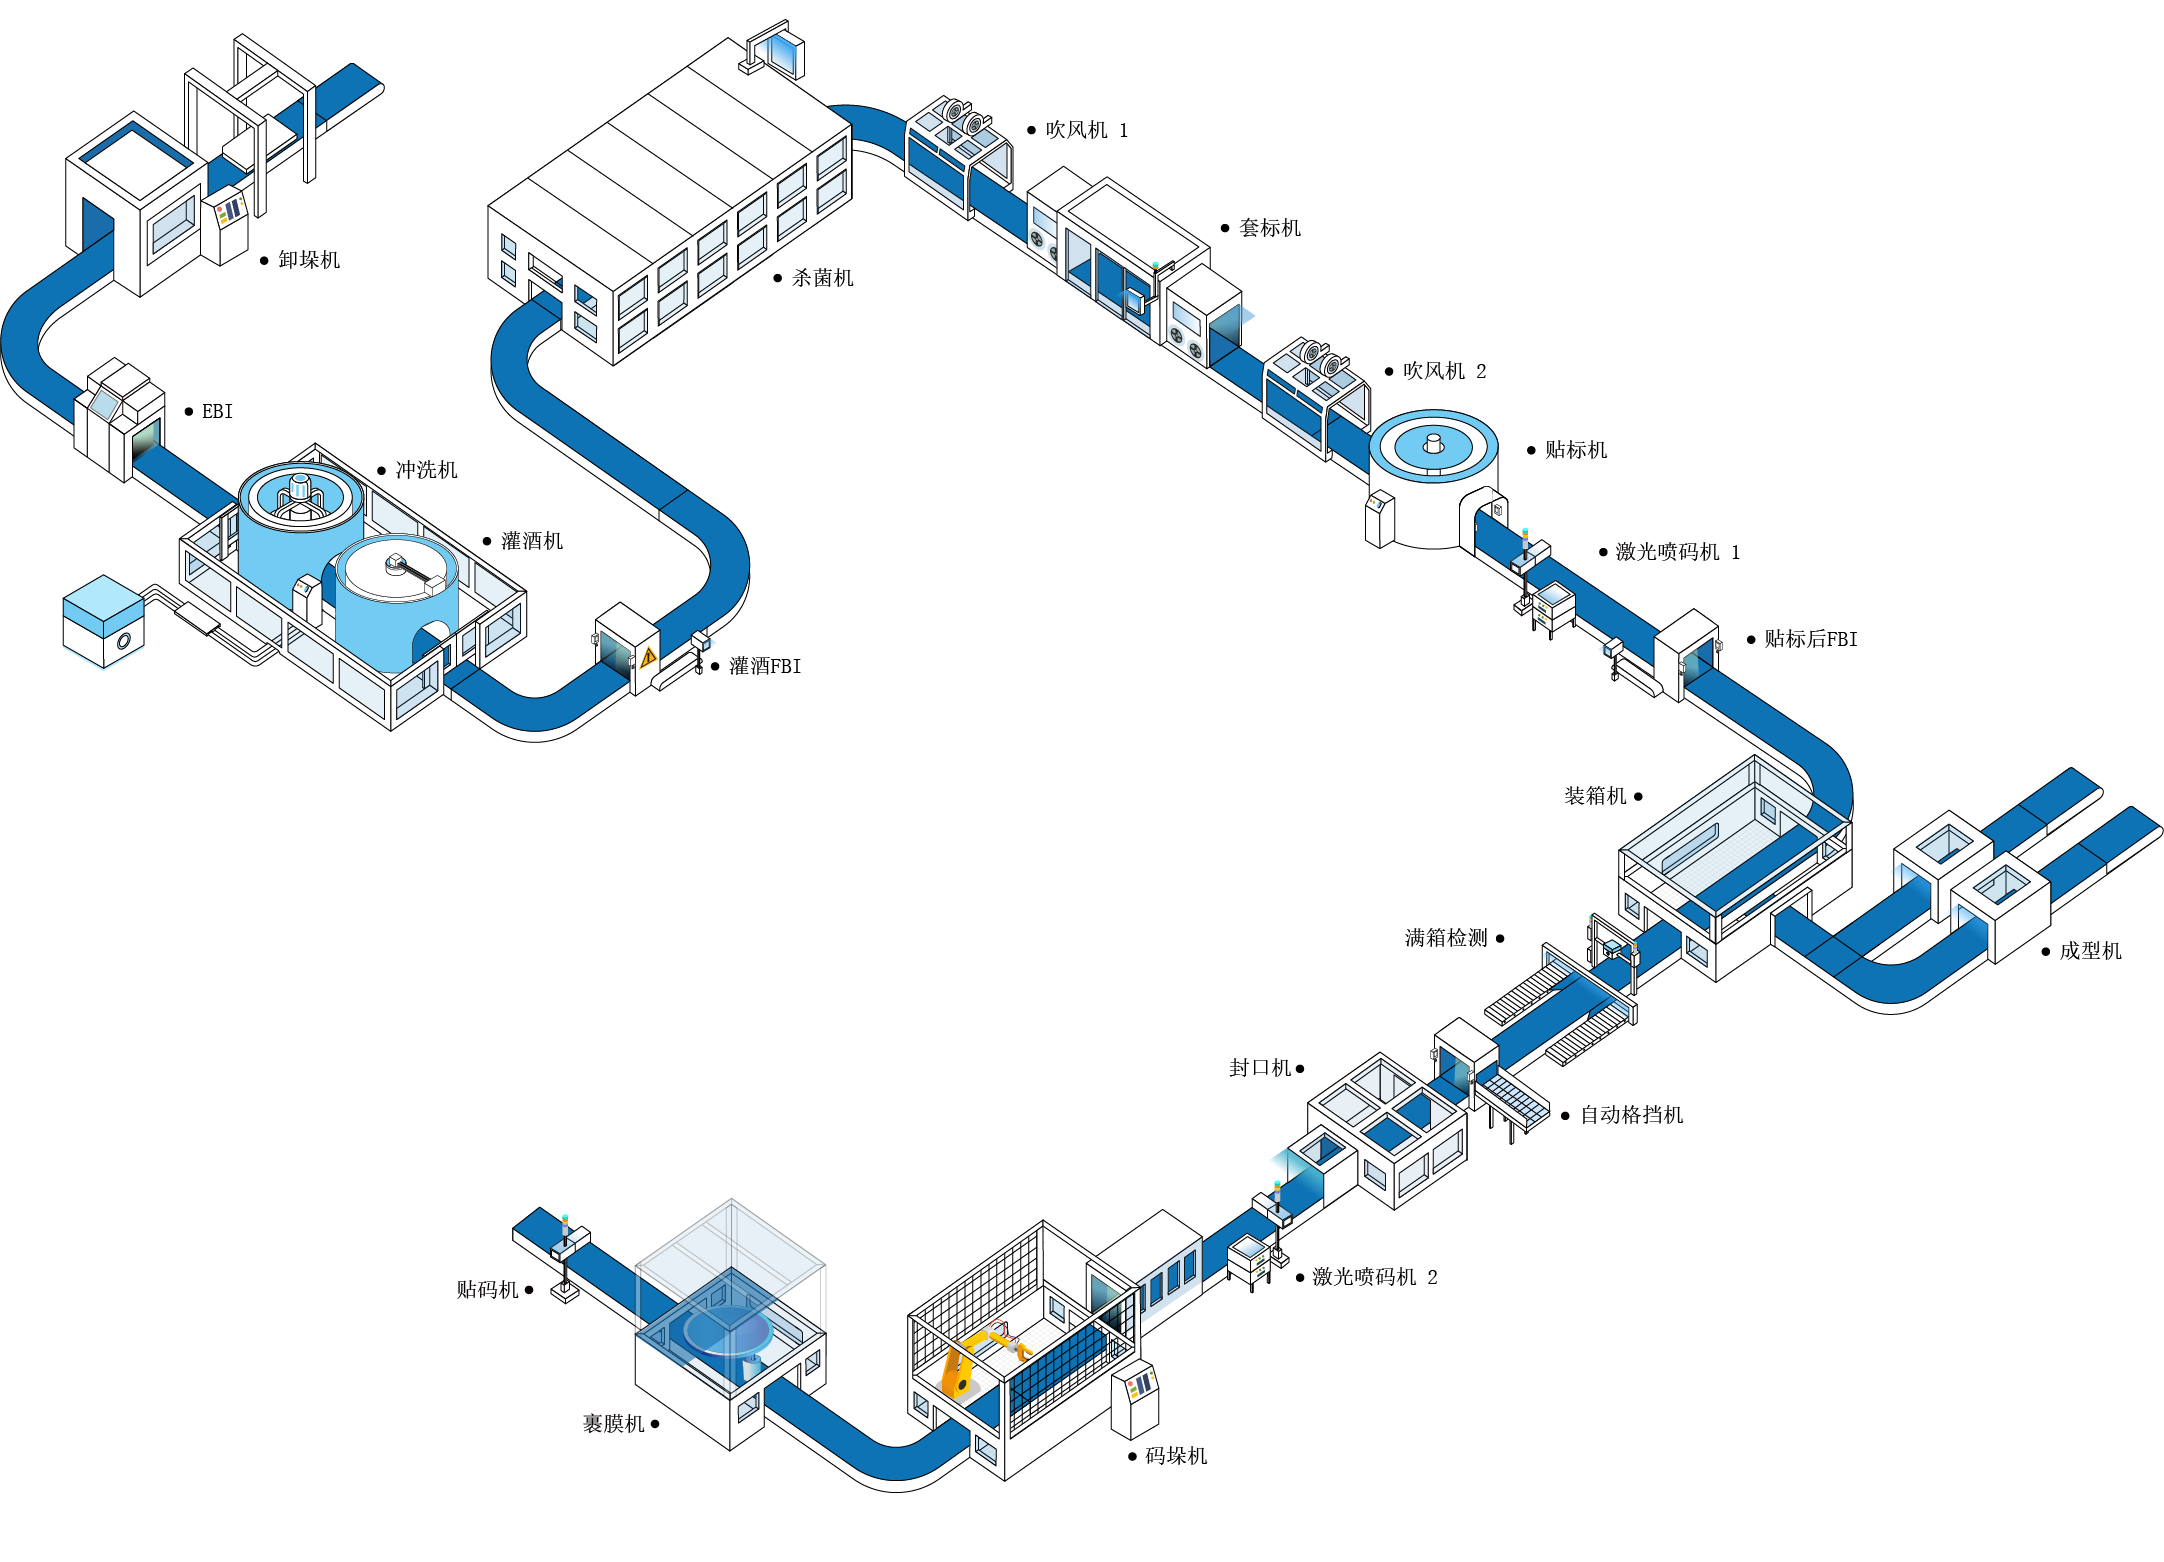 卸垛机
EBI
冲洗机
灌酒机
灌酒FBI
杀菌机
吹风机 1
套标机
吹风机 2
贴标机
激光喷码机 1
贴标后FBI
装箱机
成型机
满箱检测
自动格挡机
封口机
激光喷码机 2
码垛机
裹膜机
贴码机